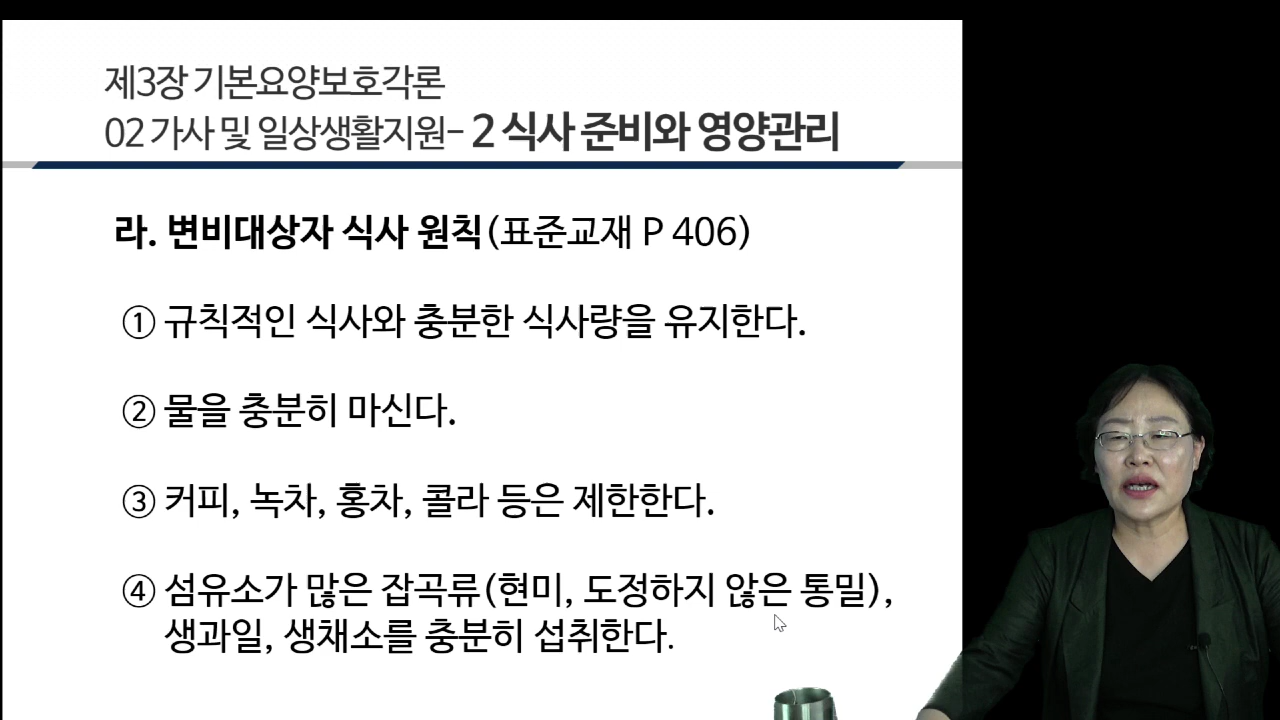 제3장 기본요양보호각론
02 가사 및 일상생활지원- 2 식사 준비와 영양관리
라. 변비대상자 식사 원칙(표준교재 P 406)
① 규칙적인 식사와 충분한 식사량을 유지한다.
② 물을 충분히 마신다.
③ 커피, 녹차, 홍차, 콜라 등은 제한한다.
④ 섬유소가 많은 잡곡류(현미, 도정하지 않은 통밀),
생과일, 생채소를 충분히 섭취한다.